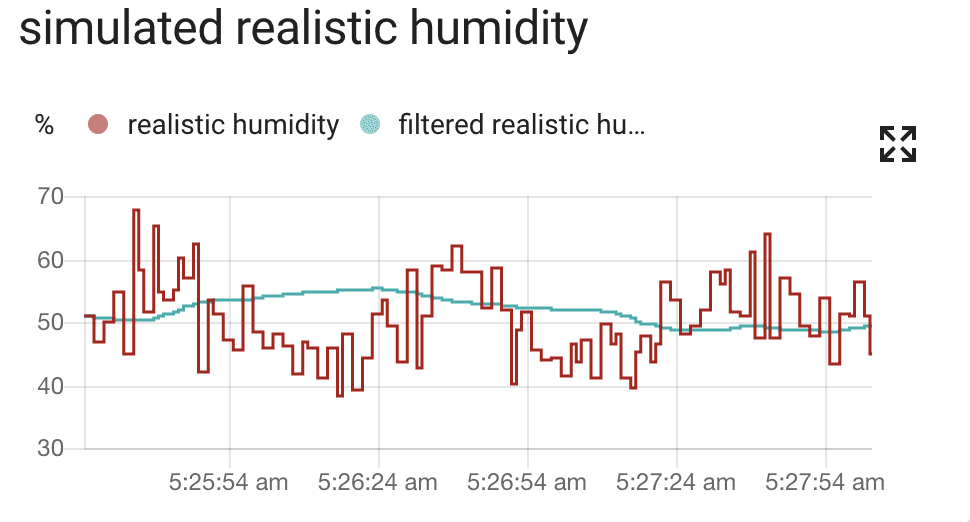 simulated realistic humidity
% realistic humidity filtered realistic hu...
70
60
50
40
30
5:25:54 am 5:26:24 am 5:26:54 am 5:27:24 am 5:27:54 am